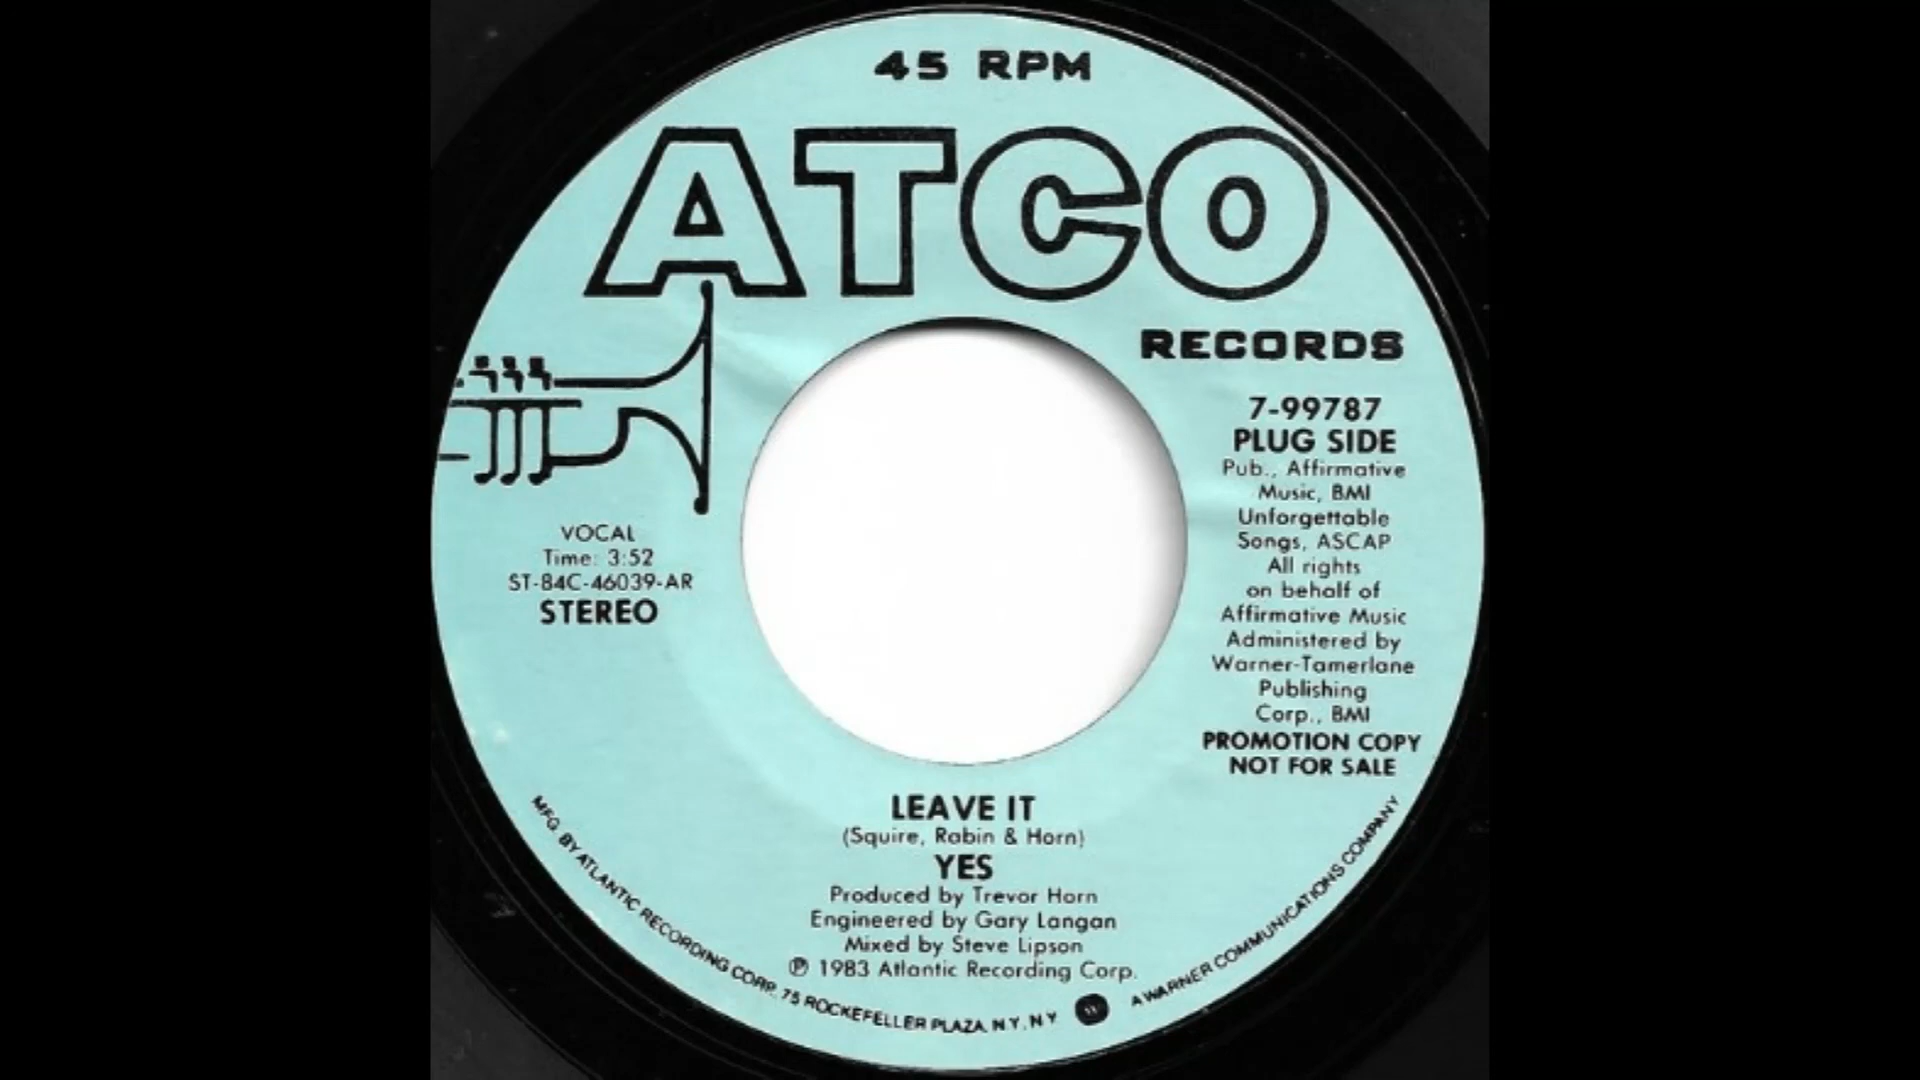 45 RPM
ATCO
RECORDS
7-99787
PLUG SIDE
Pub., Affirmative
Music, BMI
Unforgettable
Songs, ASCAP
All rights
on behalf of
Affirmative Music
Administered by
Warner-Tamerlane
Publishing
Corp., BMI
PROMOTION COPY
NOT FOR SALE
VOCAL
Time: 3:52
ST-84C-46039-AR
STEREO
LEAVE IT
(Squire, Rabin & Horn)
YES
Produced by Trevor Horn
Engineered by Gary Langan
Mixed by Steve Lipson
℗ 1983 Atlantic Recording Corp.
MFG. BY ATLANTIC RECORDING CORP., 75 ROCKEFELLER PLAZA, N.Y., N.Y.
A WARNER COMMUNICATIONS COMPANY